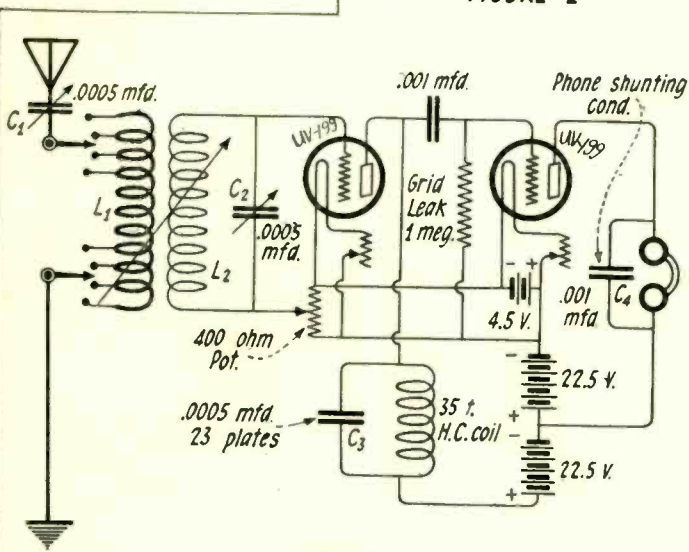 FIGURE 2
.0005 mfd.
C1
L1
L2
C2
.0005
mfd.
UV-199
.001 mfd.
Grid
Leak
1 meg.
UV-199
Phone shunting
cond.
- +
4.5 V.
.001
mfd
C4
400 ohm
Pot.
-
22.5 V.
+
-
22.5 V.
+
.0005 mfd.
23 plates
C3
35 t.
H.C. coil